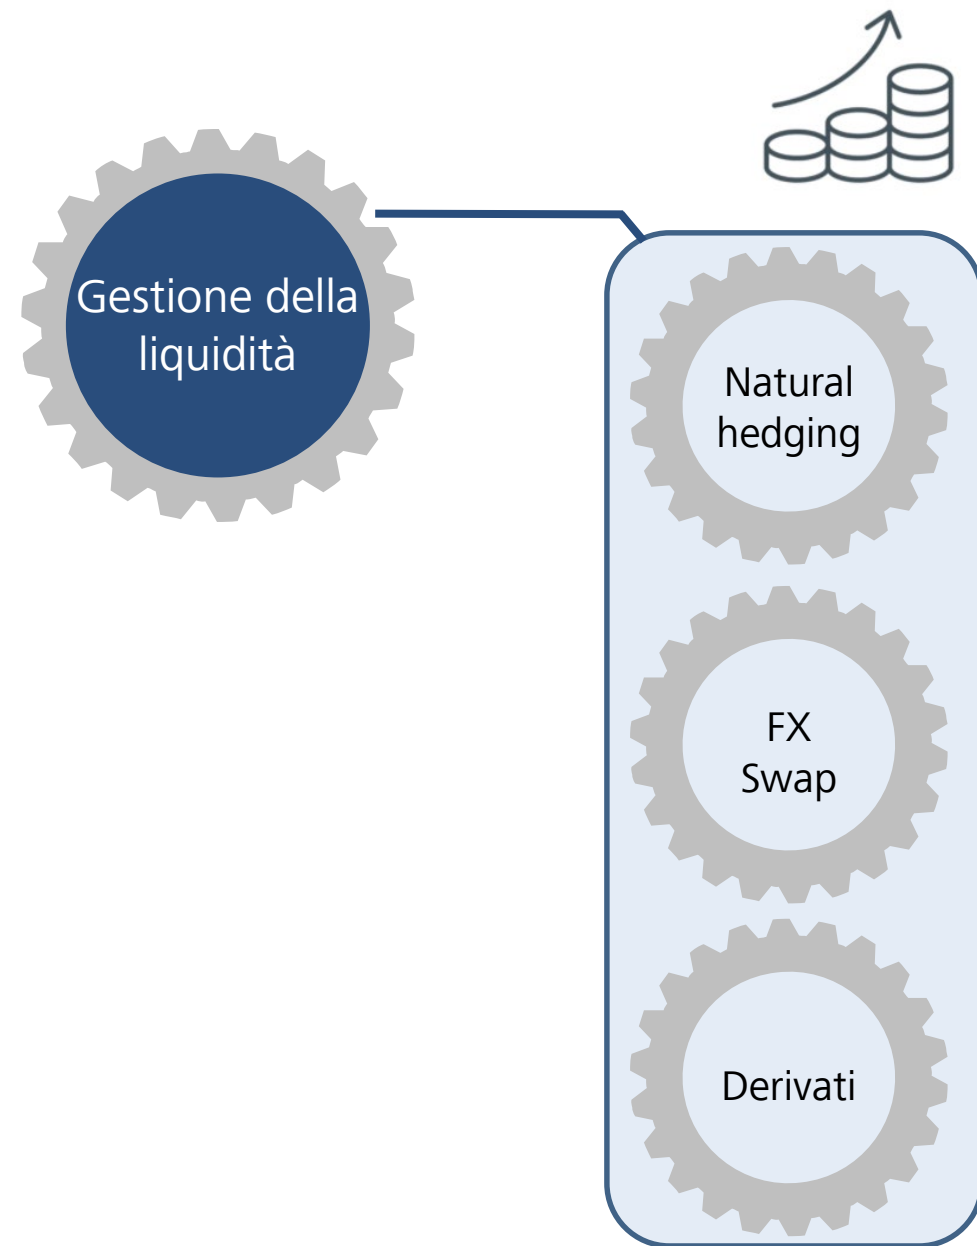 Gestione della
liquidità
Natural
hedging
FX
Swap
Derivati